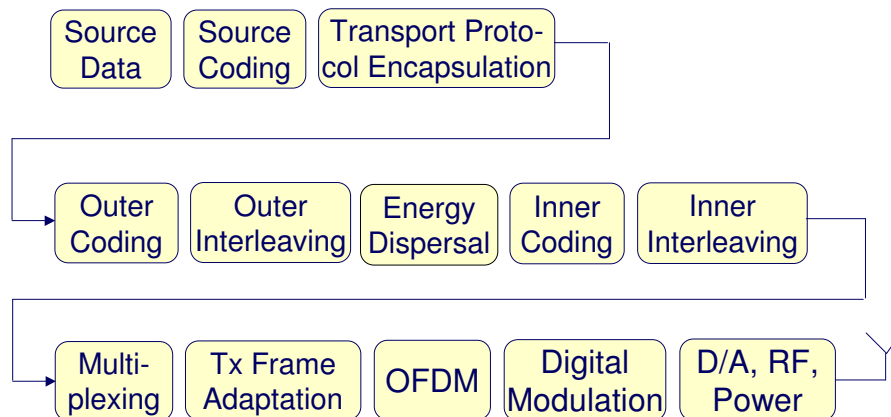 Source
Data
Source
Coding
Transport Proto-
col Encapsulation
Outer
Coding
Outer
Interleaving
Energy
Dispersal
Inner
Coding
Inner
Interleaving
Multi-
plexing
Tx Frame
Adaptation
OFDM
Digital
Modulation
D/A, RF,
Power